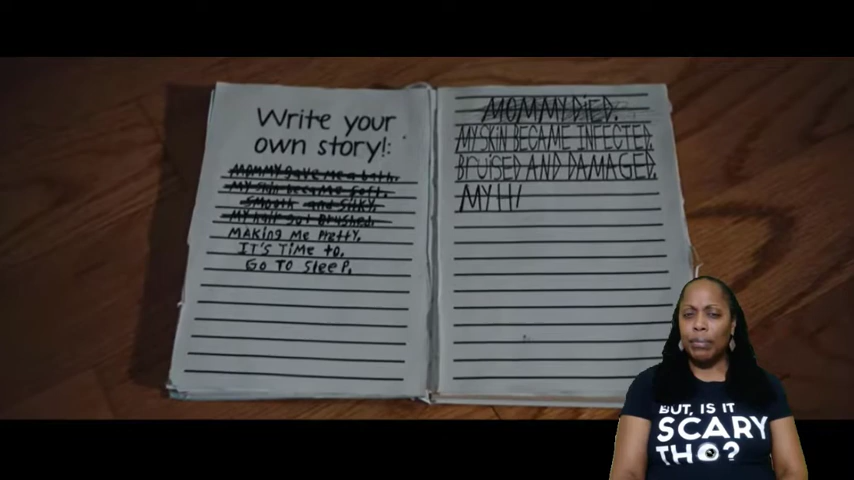 Write your
own story!:
MOMMY gave me a bath.
MY skin became soft.
Smooth and Silky.
MY hair got Brushed.
MAKing Me PreTTY.
IT'S TiMe to.
GO TO SleeP.
MOMMY DiED.
MY SKiN BECAME INFECTED.
BruiSED AND DAMAGED.
MY H/
BUT, IS IT
SCARY
THO?